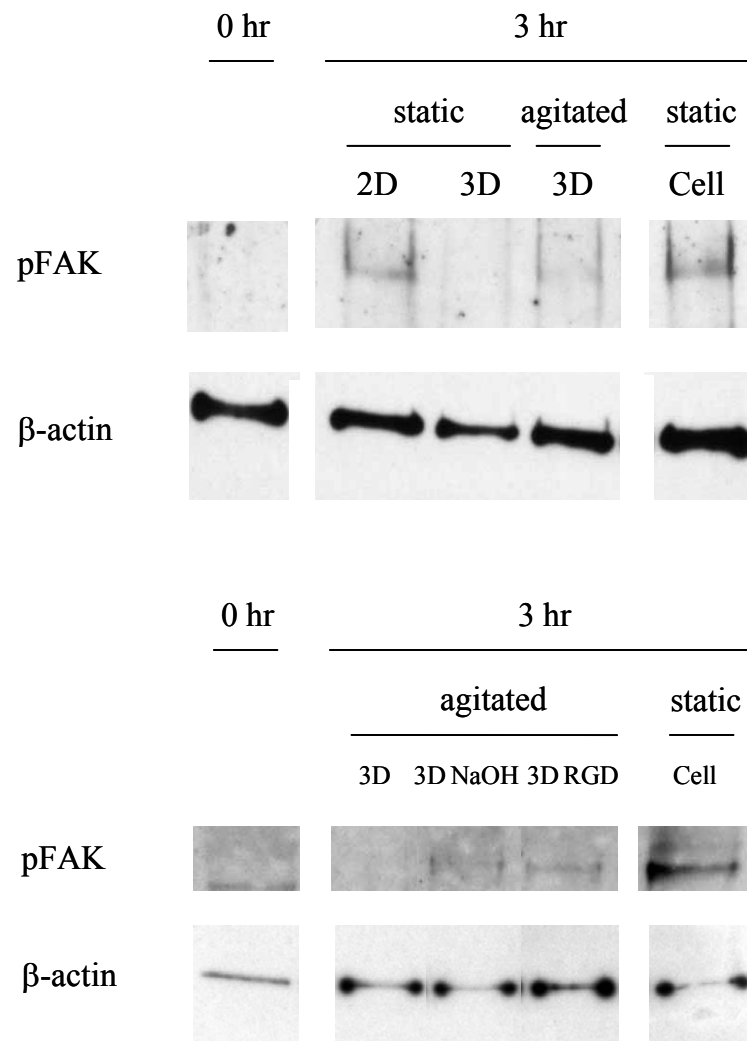 0 hr 3 hr
static agitated static
2D 3D 3D Cell
pFAK
β-actin
0 hr 3 hr
agitated static
3D 3D NaOH 3D RGD Cell
pFAK
β-actin